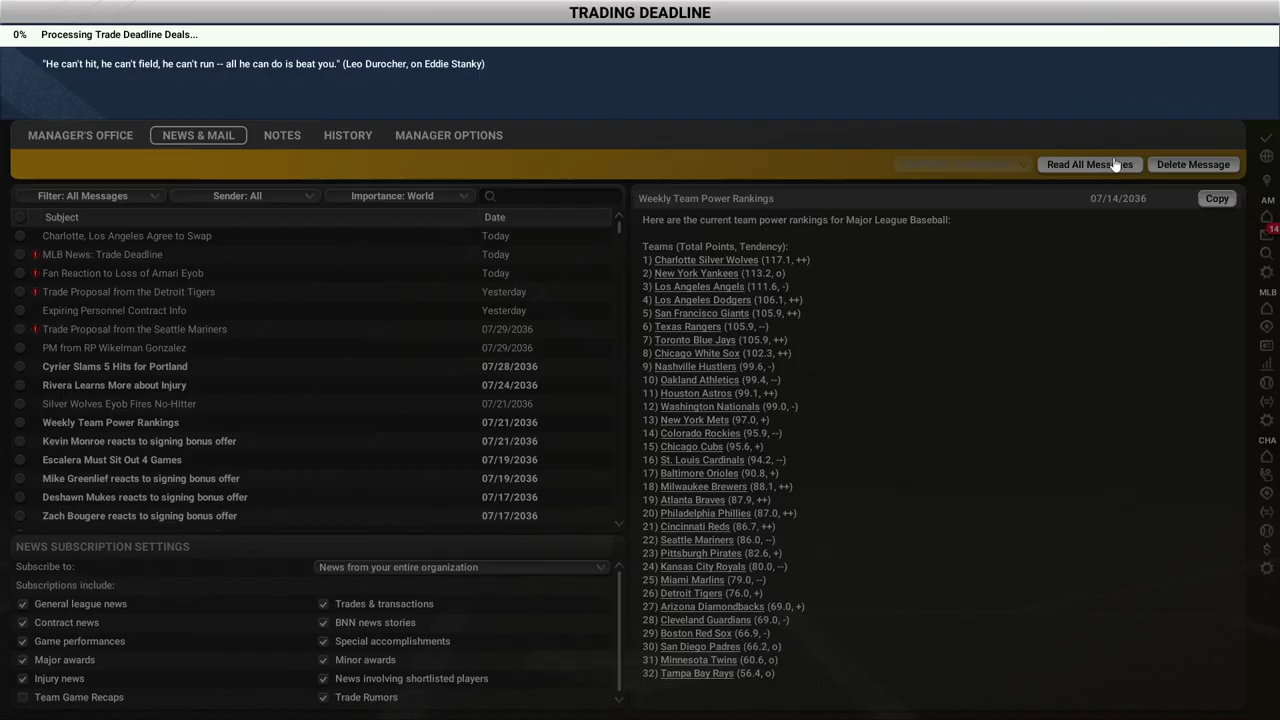 TRADING DEADLINE
0% Processing Trade Deadline Deals...
"He can't hit, he can't field, he can't run -- all he can do is beat you." (Leo Durocher, on Eddie Stanky)
MANAGER'S OFFICE NEWS & MAIL NOTES HISTORY MANAGER OPTIONS
Read All Messages Delete Message
Filter: All Messages Sender: All Importance: World
Subject Date
Charlotte, Los Angeles Agree to Swap Today
MLB News: Trade Deadline Today
Fan Reaction to Loss of Amari Eyob Today
Trade Proposal from the Detroit Tigers Yesterday
Expiring Personnel Contract Info Yesterday
Trade Proposal from the Seattle Mariners 07/29/2036
PM from RP Wikelman Gonzalez 07/29/2036
Cyrier Slams 5 Hits for Portland 07/28/2036
Rivera Learns More about Injury 07/24/2036
Silver Wolves Eyob Fires No-Hitter 07/21/2036
Weekly Team Power Rankings 07/21/2036
Kevin Monroe reacts to signing bonus offer 07/21/2036
Escalera Must Sit Out 4 Games 07/19/2036
Mike Greenlief reacts to signing bonus offer 07/19/2036
Deshawn Mukes reacts to signing bonus offer 07/17/2036
Zach Bougere reacts to signing bonus offer 07/17/2036
NEWS SUBSCRIPTION SETTINGS
Subscribe to: News from your entire organization
Subscriptions include:
General league news Trades & transactions
Contract news BNN news stories
Game performances Special accomplishments
Major awards Minor awards
Injury news News involving shortlisted players
Team Game Recaps Trade Rumors
Weekly Team Power Rankings 07/14/2036 Copy
Here are the current team power rankings for Major League Baseball:
Teams (Total Points, Tendency):
1) Charlotte Silver Wolves (117.1, ++)
2) New York Yankees (113.2, o)
3) Los Angeles Angels (111.6, -)
4) Los Angeles Dodgers (106.1, ++)
5) San Francisco Giants (105.9, ++)
6) Texas Rangers (105.9, --)
7) Toronto Blue Jays (105.9, ++)
8) Chicago White Sox (102.3, ++)
9) Nashville Hustlers (99.6, -)
10) Oakland Athletics (99.4, --)
11) Houston Astros (99.1, ++)
12) Washington Nationals (99.0, -)
13) New York Mets (97.0, +)
14) Colorado Rockies (95.9, --)
15) Chicago Cubs (95.6, +)
16) St. Louis Cardinals (94.2, --)
17) Baltimore Orioles (90.8, +)
18) Milwaukee Brewers (88.1, ++)
19) Atlanta Braves (87.9, ++)
20) Philadelphia Phillies (87.0, ++)
21) Cincinnati Reds (86.7, ++)
22) Seattle Mariners (86.0, --)
23) Pittsburgh Pirates (82.6, +)
24) Kansas City Royals (80.0, --)
25) Miami Marlins (79.0, --)
26) Detroit Tigers (76.0, +)
27) Arizona Diamondbacks (69.0, +)
28) Cleveland Guardians (69.0, -)
29) Boston Red Sox (66.9, -)
30) San Diego Padres (66.2, o)
31) Minnesota Twins (60.6, o)
32) Tampa Bay Rays (56.4, o)
AM
14
MLB
CHA